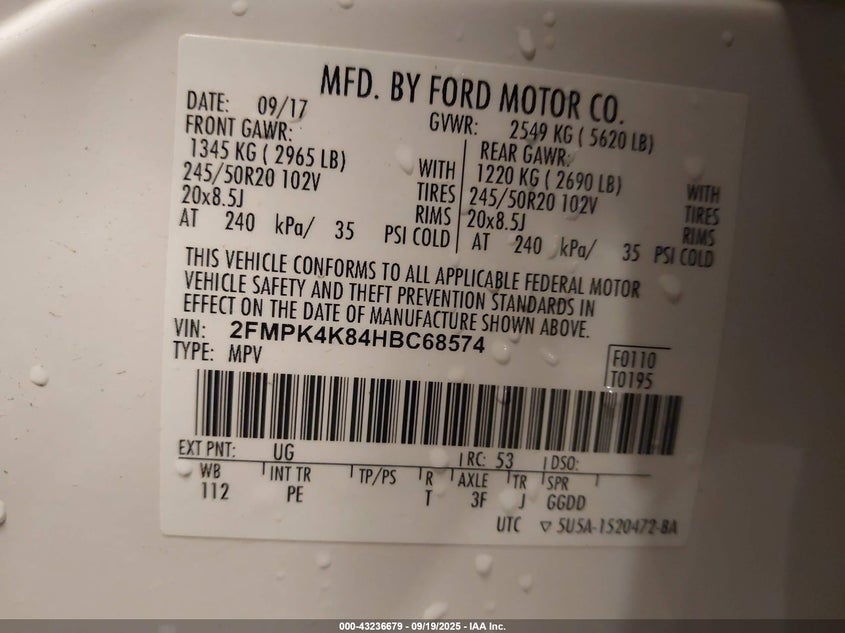 MFD. BY FORD MOTOR CO.
DATE: 09/17 GVWR: 2549 KG ( 5620 LB)
FRONT GAWR: REAR GAWR:
1345 KG ( 2965 LB) WITH 1220 KG ( 2690 LB) WITH
245/50R20 102V TIRES 245/50R20 102V TIRES
20x8.5J RIMS 20x8.5J RIMS
AT 240 kPa/ 35 PSI COLD AT 240 kPa/ 35 PSI COLD
THIS VEHICLE CONFORMS TO ALL APPLICABLE FEDERAL MOTOR
VEHICLE SAFETY AND THEFT PREVENTION STANDARDS IN
EFFECT ON THE DATE OF MANUFACTURE SHOWN ABOVE.
VIN: 2FMPK4K84HBC68574
TYPE: MPV
F0110
T0195
EXT PNT: UG RC: 53 DSO:
WB INT TR TP/PS R AXLE TR SPR
112 PE T 3F J GGDD
UTC ▽ 5U5A-1520472-BA
000-43236679 - 09/19/2025 - IAA Inc.